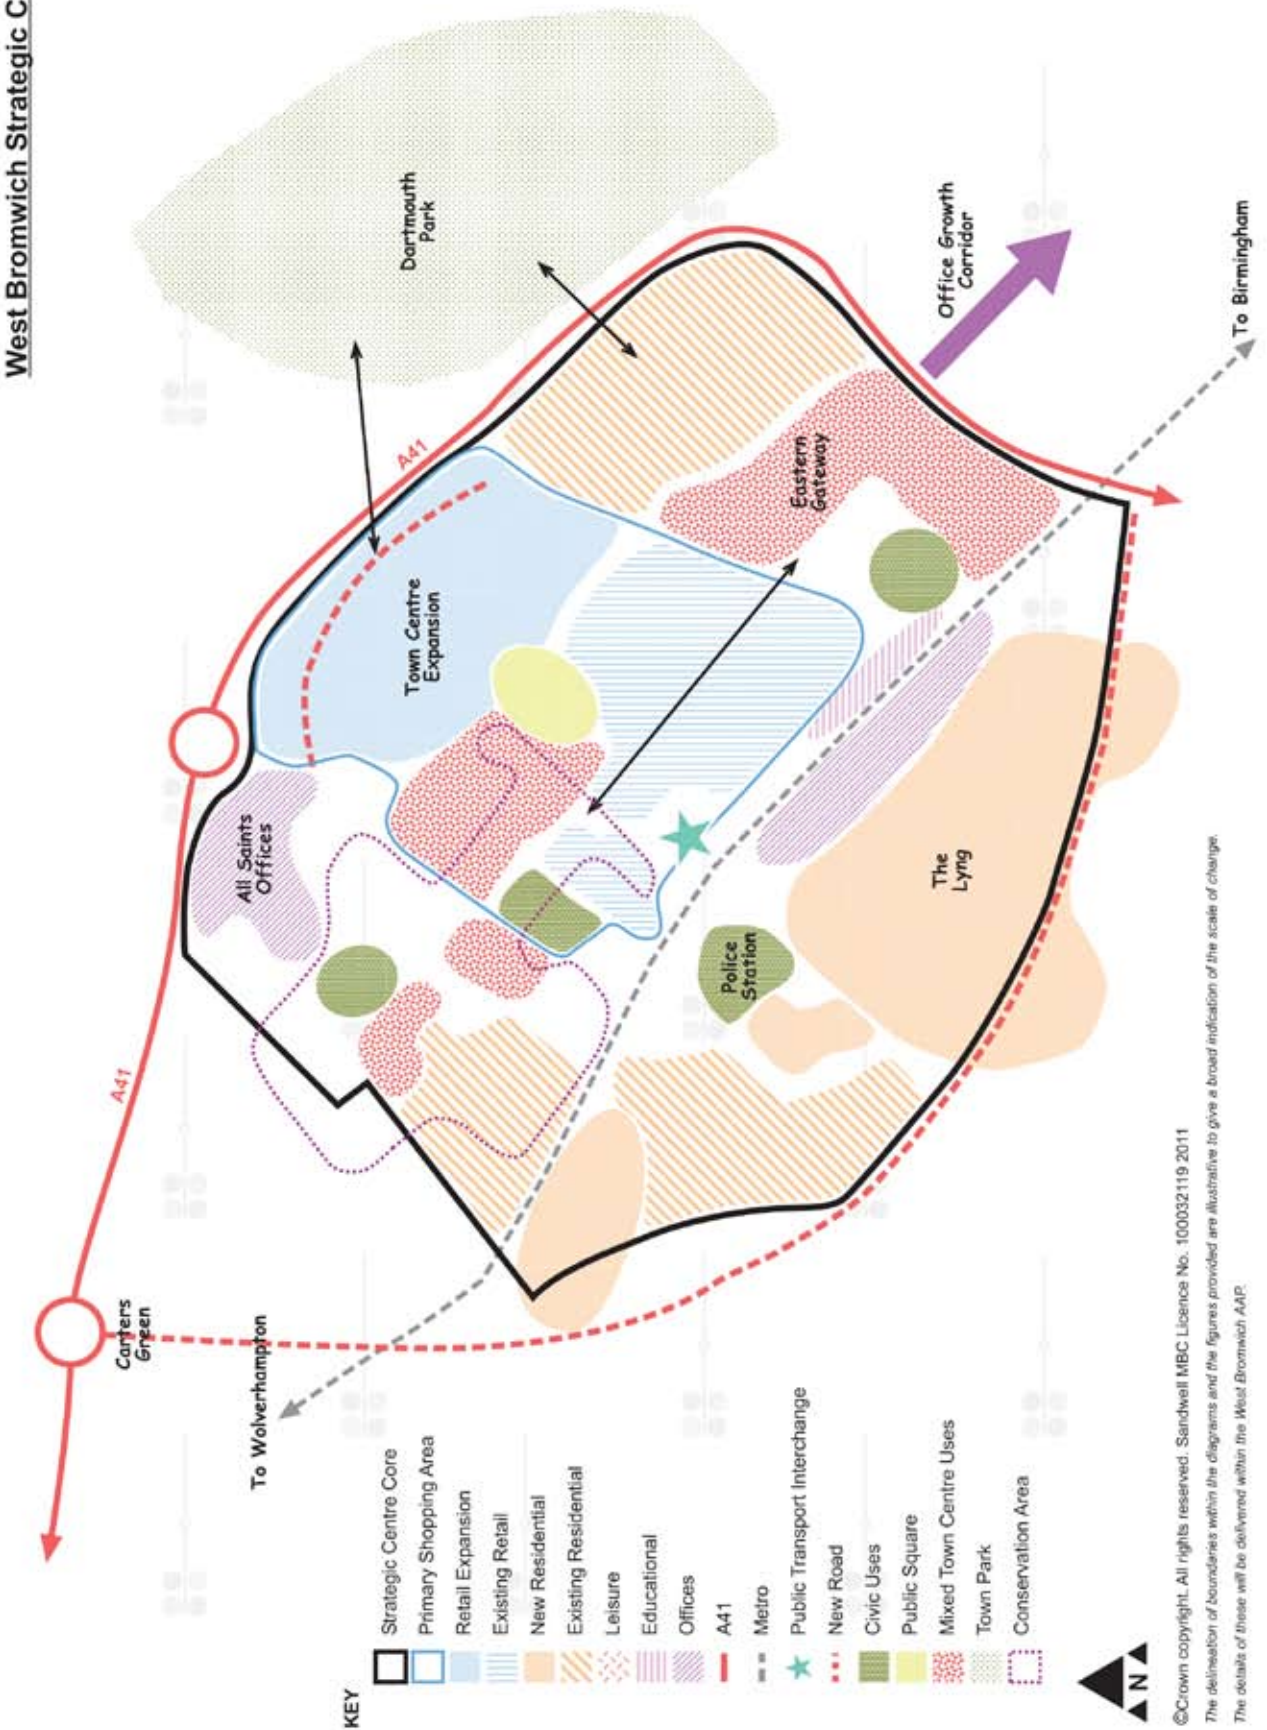 West Bromwich Strategic C
Dartmouth
Park
A41
Office Growth
Corridor
To Birmingham
Eastern
Gateway
Town Centre
Expansion
All Saints
Offices
The
Lyng
Police
Station
A41
Carters
Green
To Wolverhampton
KEY
Strategic Centre Core
Primary Shopping Area
Retail Expansion
Existing Retail
New Residential
Existing Residential
Leisure
Educational
Offices
A41
Metro
Public Transport Interchange
New Road
Civic Uses
Public Square
Mixed Town Centre Uses
Town Park
Conservation Area
N
©Crown copyright. All rights reserved. Sandwell MBC Licence No. 100032119 2011
The delineation of boundaries within the diagrams and the figures provided are illustrative to give a broad indication of the scale of change.
The details of these will be delivered within the West Bromwich AAP.